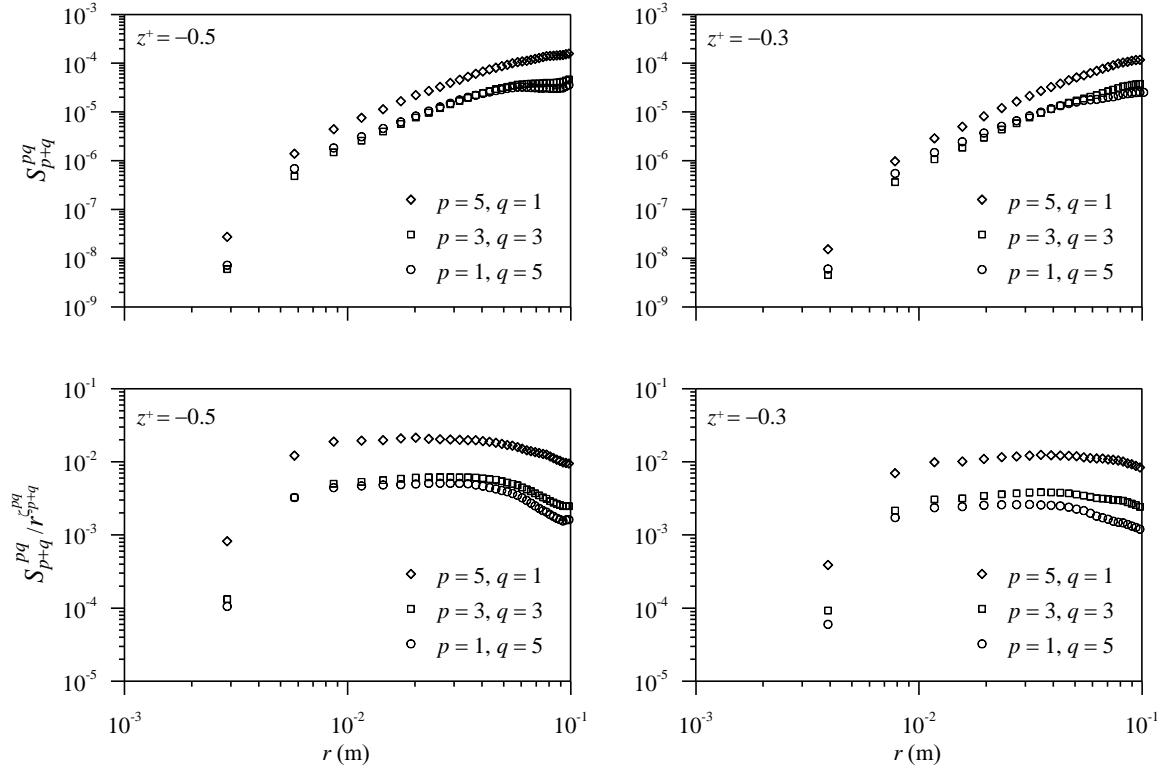 10⁻³
10⁻⁴
10⁻⁵
10⁻⁶
10⁻⁷
10⁻⁸
10⁻⁹
S_{p+q}^{pq}
z⁺ = −0.5
p = 5, q = 1
p = 3, q = 3
p = 1, q = 5
10⁻³
10⁻⁴
10⁻⁵
10⁻⁶
10⁻⁷
10⁻⁸
10⁻⁹
z⁺ = −0.3
p = 5, q = 1
p = 3, q = 3
p = 1, q = 5
10⁻¹
10⁻²
10⁻³
10⁻⁴
10⁻⁵
S_{p+q}^{pq}/r^{ζ_{p+q}^{pq}}
z⁺ = −0.5
p = 5, q = 1
p = 3, q = 3
p = 1, q = 5
10⁻³ 10⁻² 10⁻¹
r (m)
10⁻¹
10⁻²
10⁻³
10⁻⁴
10⁻⁵
z⁺ = −0.3
p = 5, q = 1
p = 3, q = 3
p = 1, q = 5
10⁻³ 10⁻² 10⁻¹
r (m)